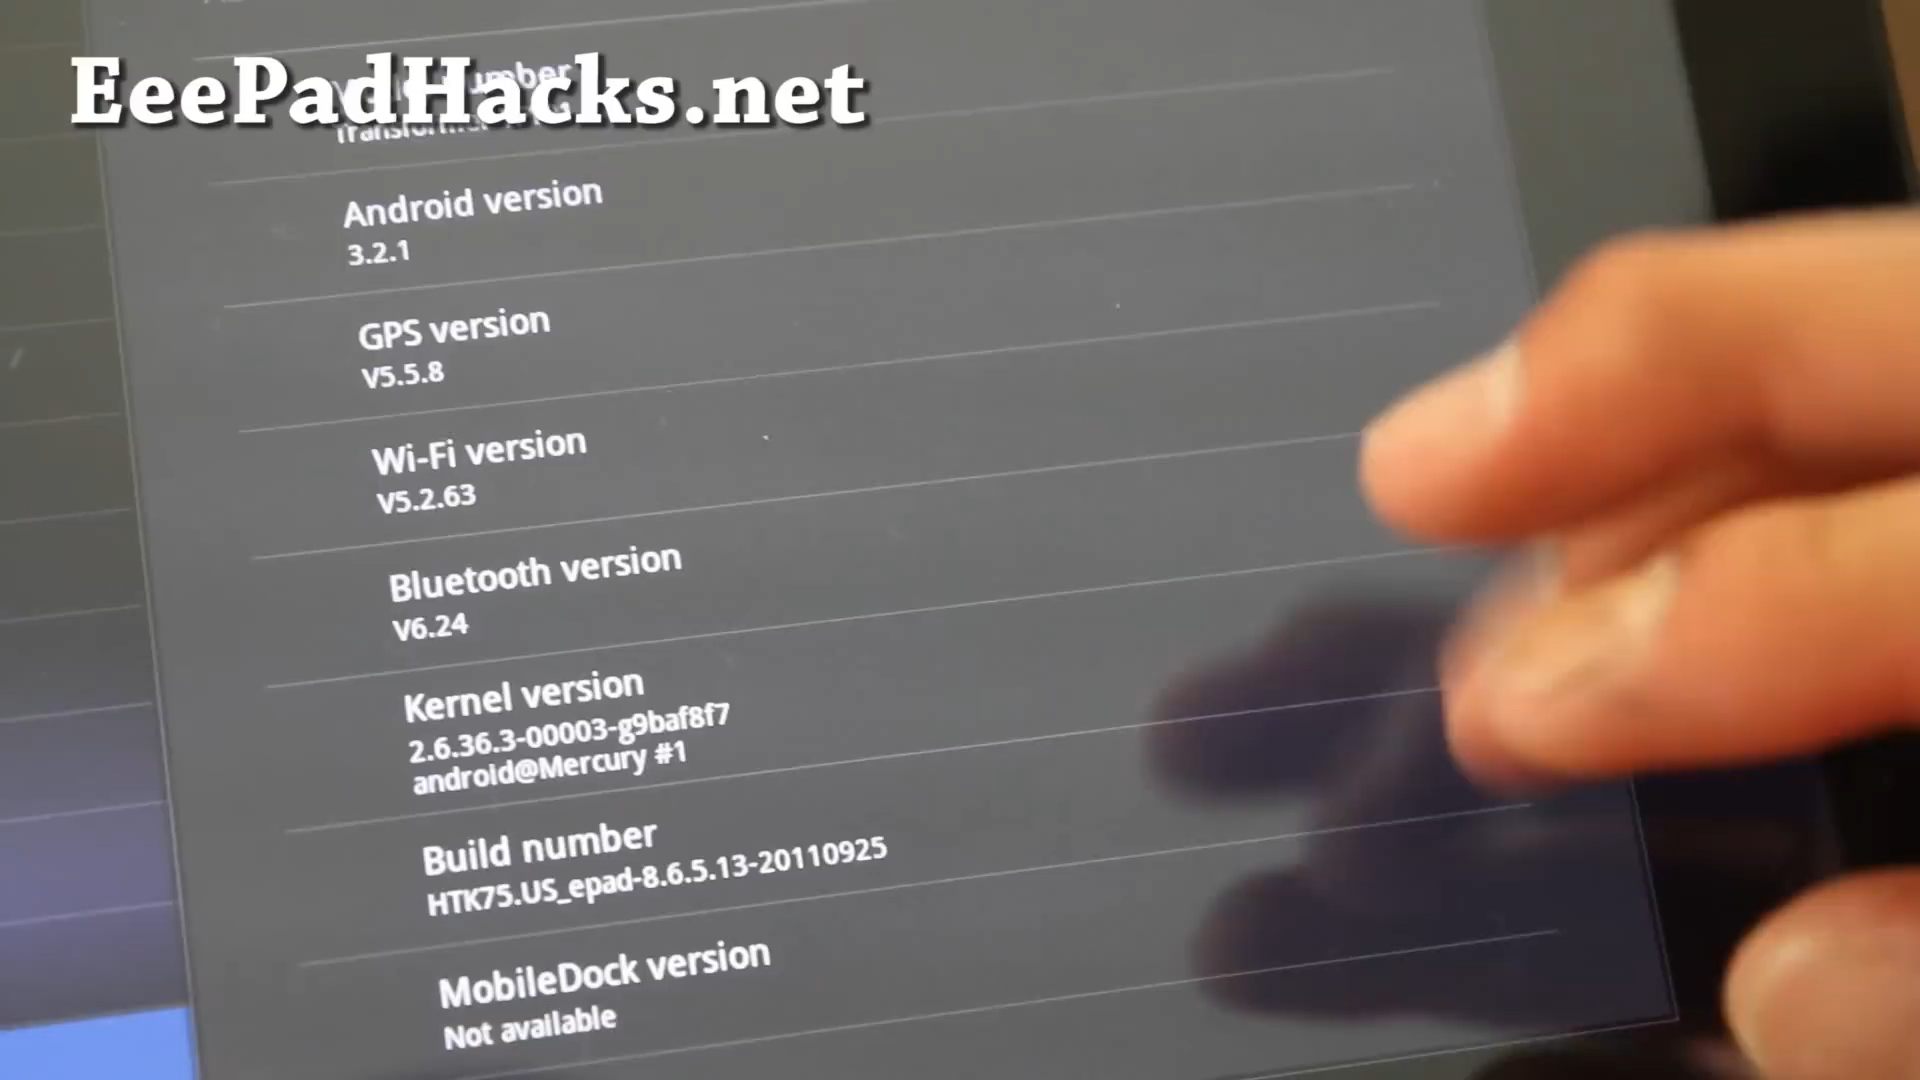 EeePadHacks.net
Android version
3.2.1
GPS version
V5.5.8
Wi-Fi version
V5.2.63
Bluetooth version
V6.24
Kernel version
2.6.36.3-00003-g9baf8f7
android@Mercury #1
Build number
HTK75.US_epad-8.6.5.13-20110925
MobileDock version
Not available